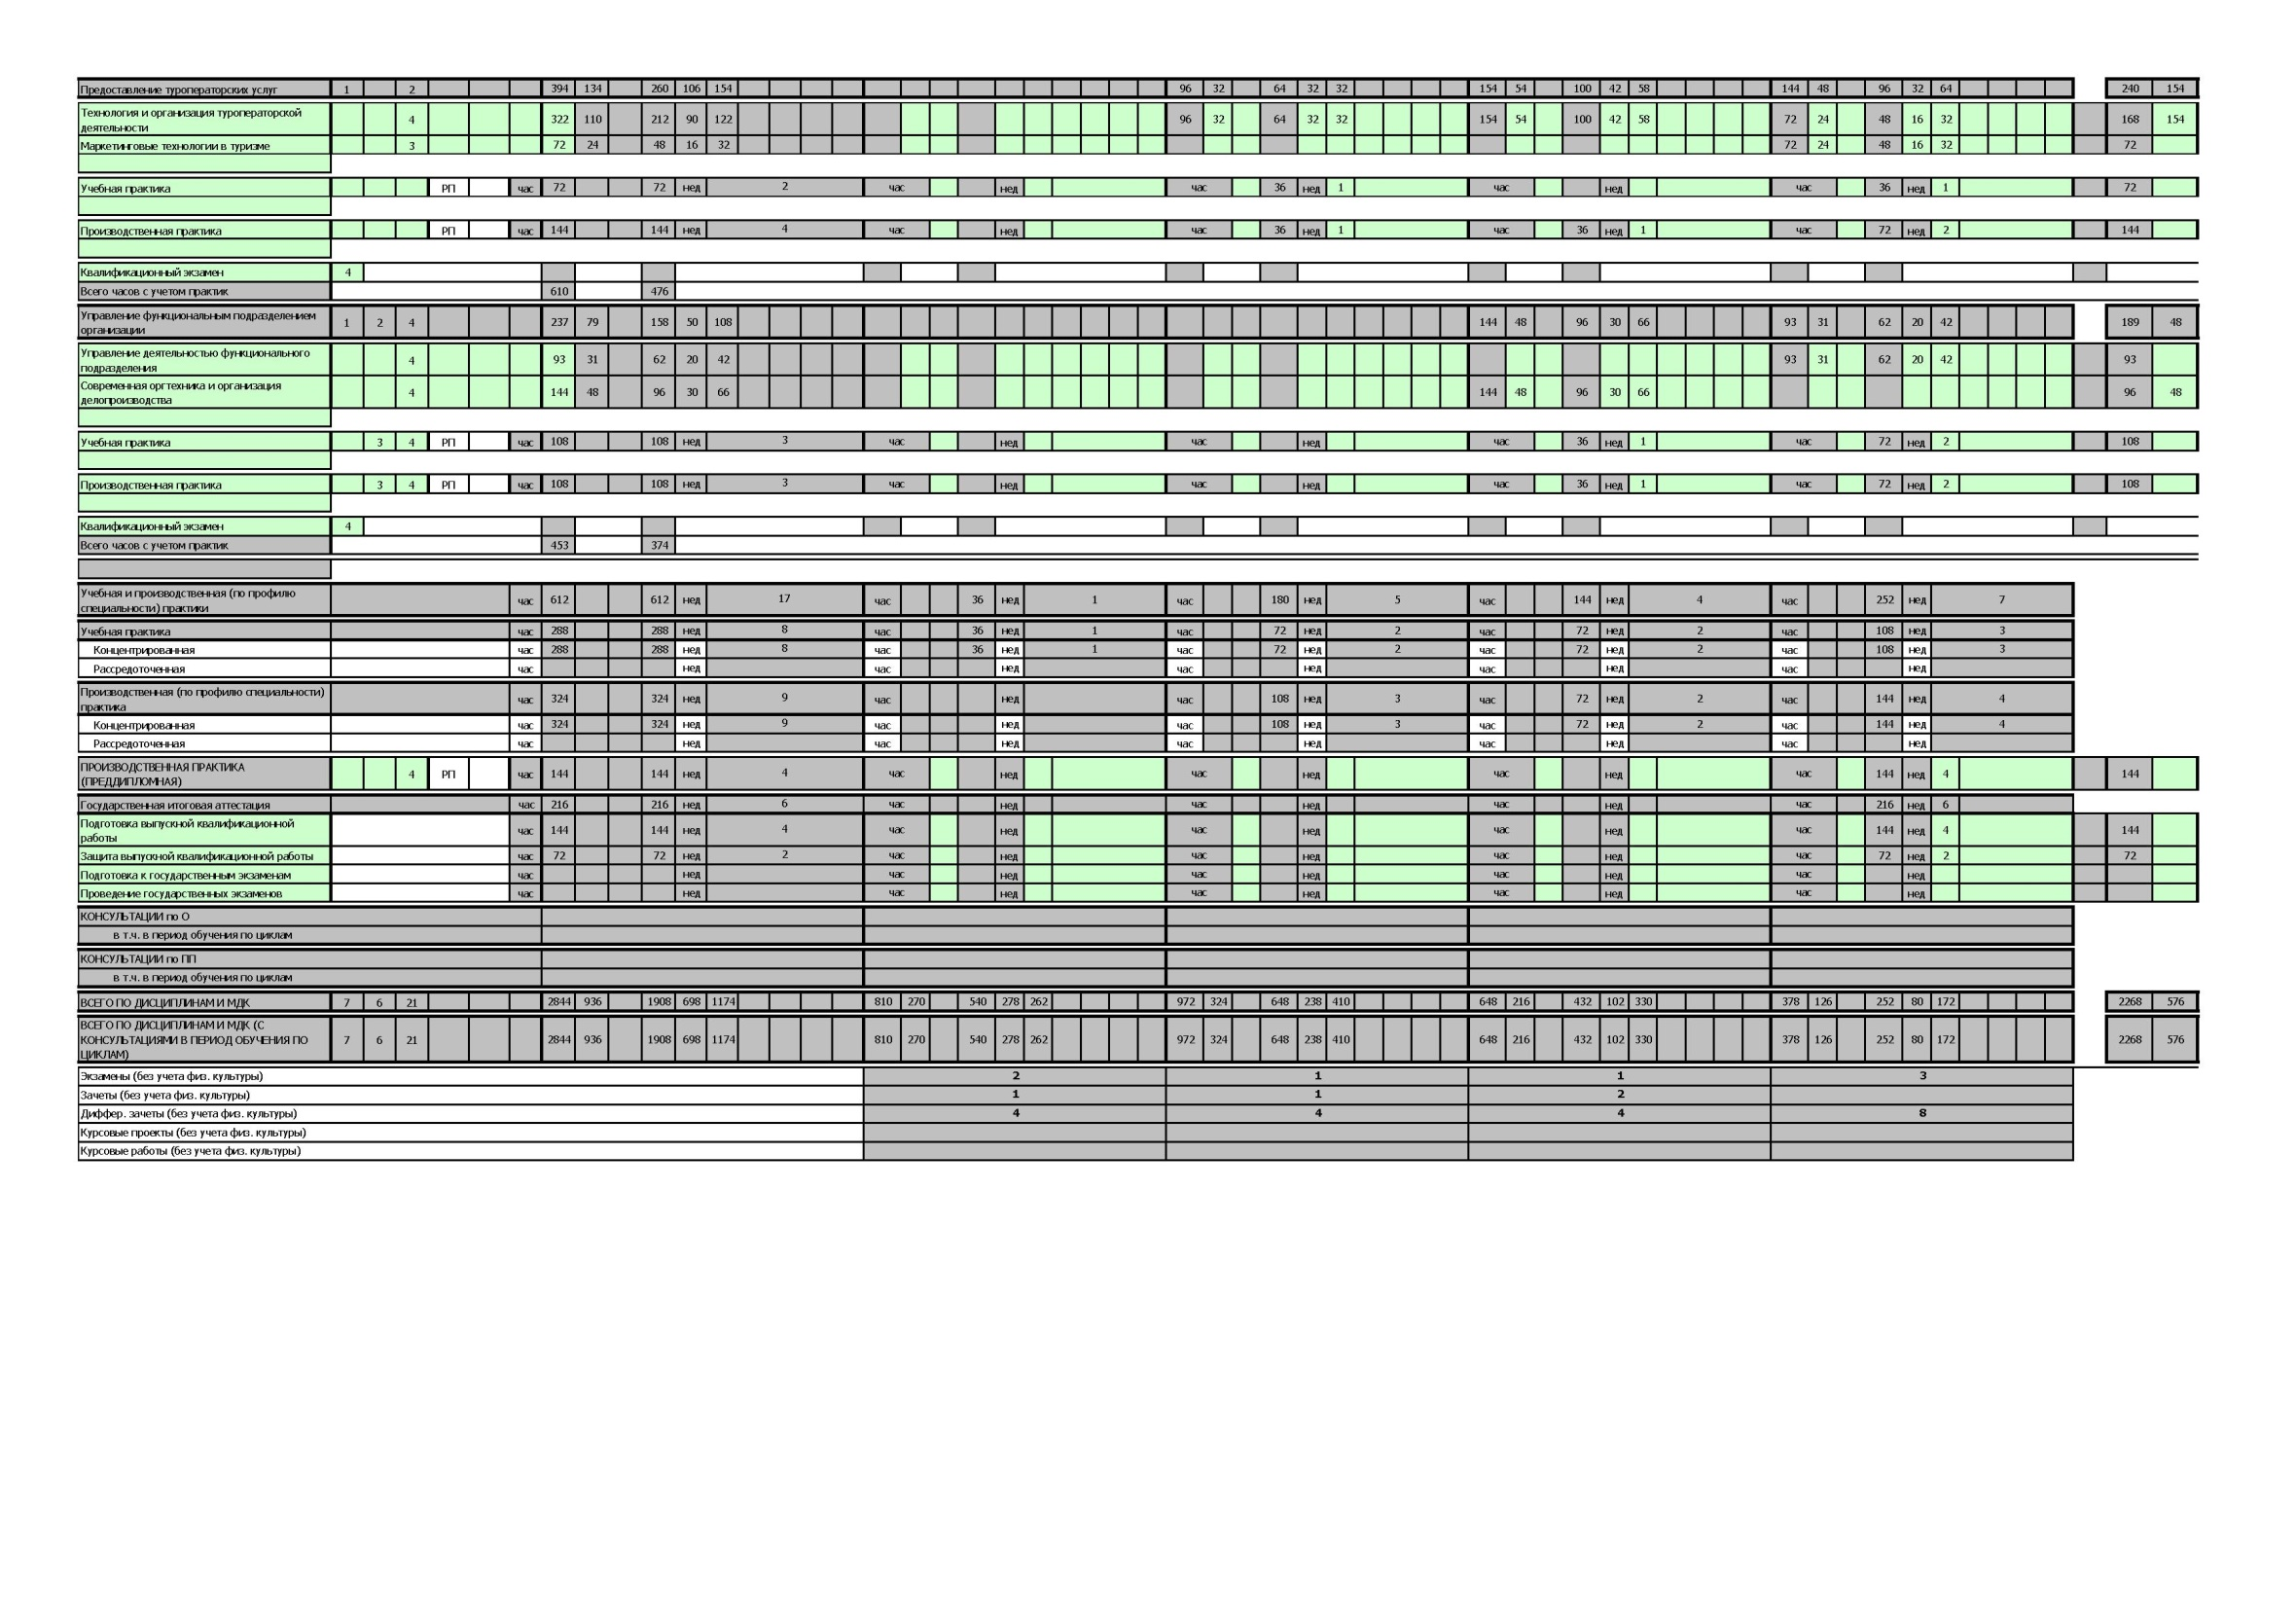 Предоставление туроператорских услуг 1 2 394 134 260 106 154 96 32 64 32 32 154 54 100 42 58 144 48 96 32 64 240 154
Технология и организация туроператорской
деятельности 4 322 110 212 90 122 96 32 64 32 32 154 54 100 42 58 72 24 48 16 32 168 154
Маркетинговые технологии в туризме 3 72 24 48 16 32 72 24 48 16 32 72
Учебная практика РП час 72 72 нед 2 час нед час 36 нед 1 час нед час 36 нед 1 72
Производственная практика РП час 144 144 нед 4 час нед час 36 нед 1 час 36 нед 1 час 72 нед 2 144
Квалификационный экзамен 4
Всего часов с учетом практик 610 476
Управление функциональным подразделением
организации 1 2 4 237 79 158 50 108 144 48 96 30 66 93 31 62 20 42 189 48
Управление деятельностью функционального
подразделения 4 93 31 62 20 42 93 31 62 20 42 93
Современная оргтехника и организация
делопроизводства 4 144 48 96 30 66 144 48 96 30 66 96 48
Учебная практика 3 4 РП час 108 108 нед 3 час нед час нед час 36 нед 1 час 72 нед 2 108
Производственная практика 3 4 РП час 108 108 нед 3 час нед час нед час 36 нед 1 час 72 нед 2 108
Квалификационный экзамен 4
Всего часов с учетом практик 453 374
Учебная и производственная (по профилю
специальности) практики час 612 612 нед 17 час 36 нед 1 час 180 нед 5 час 144 нед 4 час 252 нед 7
Учебная практика час 288 288 нед 8 час 36 нед 1 час 72 нед 2 час 72 нед 2 час 108 нед 3
Концентрированная час 288 288 нед 8 час 36 нед 1 час 72 нед 2 час 72 нед 2 час 108 нед 3
Рассредоточенная час нед час нед час нед час нед час нед
Производственная (по профилю специальности)
практика час 324 324 нед 9 час нед час 108 нед 3 час 72 нед 2 час 144 нед 4
Концентрированная час 324 324 нед 9 час нед час 108 нед 3 час 72 нед 2 час 144 нед 4
Рассредоточенная час нед час нед час нед час нед час нед
ПРОИЗВОДСТВЕННАЯ ПРАКТИКА
(ПРЕДДИПЛОМНАЯ) 4 РП час 144 144 нед 4 час нед час нед час нед час 144 нед 4 144
Государственная итоговая аттестация час 216 216 нед 6 час нед час нед час нед час 216 нед 6
Подготовка выпускной квалификационной
работы час 144 144 нед 4 час нед час нед час нед час 144 нед 4 144
Защита выпускной квалификационной работы час 72 72 нед 2 час нед час нед час нед час 72 нед 2 72
Подготовка к государственным экзаменам час нед час нед час нед час нед час нед
Проведение государственных экзаменов час нед час нед час нед час нед час нед
КОНСУЛЬТАЦИИ по О
в т.ч. в период обучения по циклам
КОНСУЛЬТАЦИИ по ПП
в т.ч. в период обучения по циклам
ВСЕГО ПО ДИСЦИПЛИНАМ И МДК 7 6 21 2844 936 1908 698 1174 810 270 540 278 262 972 324 648 238 410 648 216 432 102 330 378 126 252 80 172 2268 576
ВСЕГО ПО ДИСЦИПЛИНАМ И МДК (С
КОНСУЛЬТАЦИЯМИ В ПЕРИОД ОБУЧЕНИЯ ПО
ЦИКЛАМ) 7 6 21 2844 936 1908 698 1174 810 270 540 278 262 972 324 648 238 410 648 216 432 102 330 378 126 252 80 172 2268 576
Экзамены (без учета физ. культуры) 2 1 1 3
Зачеты (без учета физ. культуры) 1 1 2
Диффер. зачеты (без учета физ. культуры) 4 4 4 8
Курсовые проекты (без учета физ. культуры)
Курсовые работы (без учета физ. культуры)